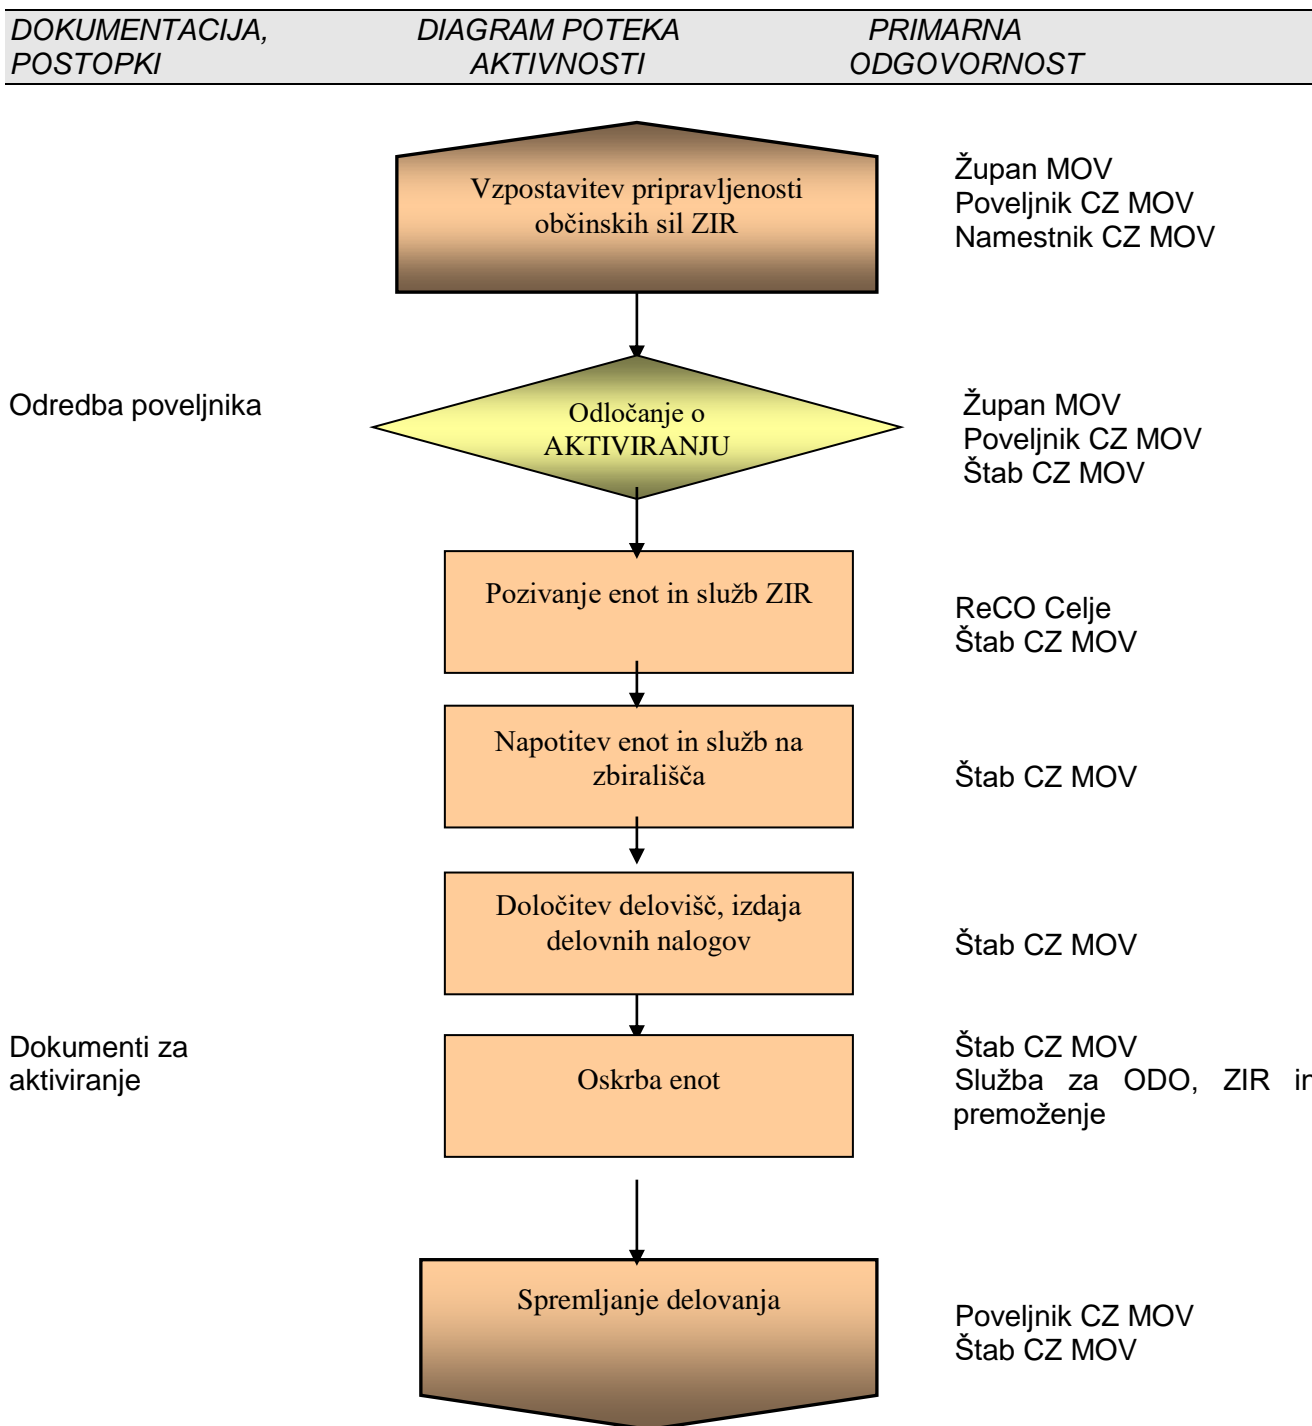 DOKUMENTACIJA, DIAGRAM POTEKA PRIMARNA
POSTOPKI AKTIVNOSTI ODGOVORNOST
Vzpostavitev pripravljenosti
občinskih sil ZIR
Župan MOV
Poveljnik CZ MOV
Namestnik CZ MOV
Odredba poveljnika
Odločanje o
AKTIVIRANJU
Župan MOV
Poveljnik CZ MOV
Štab CZ MOV
Pozivanje enot in služb ZIR
ReCO Celje
Štab CZ MOV
Napotitev enot in služb na
zbirališča
Štab CZ MOV
Določitev delovišč, izdaja
delovnih nalogov
Štab CZ MOV
Dokumenti za
aktiviranje
Oskrba enot
Štab CZ MOV
Služba za ODO, ZIR in
premoženje
Spremljanje delovanja
Poveljnik CZ MOV
Štab CZ MOV